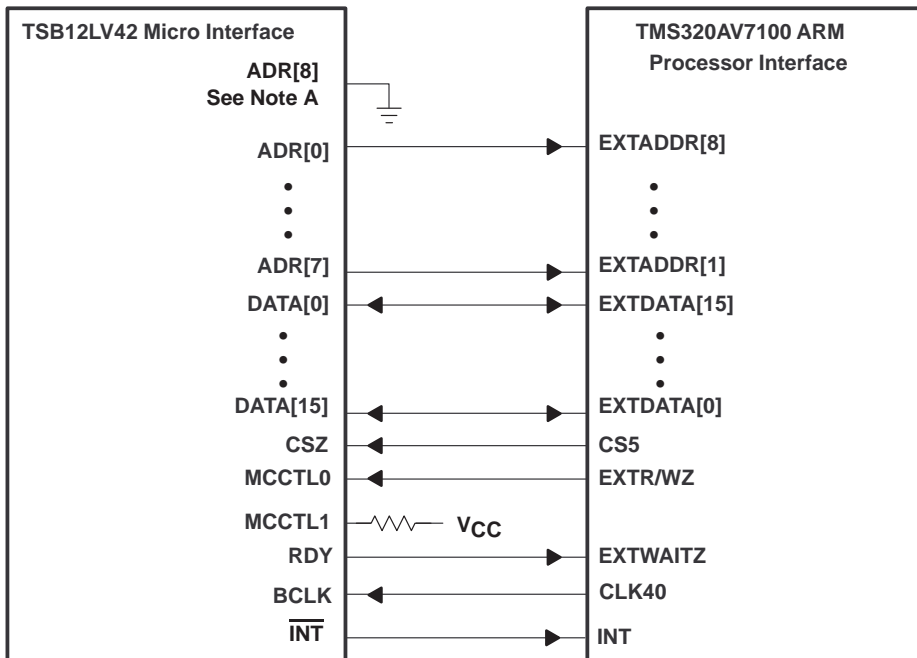 TSB12LV42 Micro Interface
TMS320AV7100 ARM
Processor Interface
ADR[8]
See Note A
ADR[0]
EXTADDR[8]
ADR[7]
EXTADDR[1]
DATA[0]
EXTDATA[15]
DATA[15]
EXTDATA[0]
CSZ
CS5
MCCTL0
EXTR/WZ
MCCTL1
VCC
RDY
EXTWAITZ
BCLK
CLK40
INT
INT